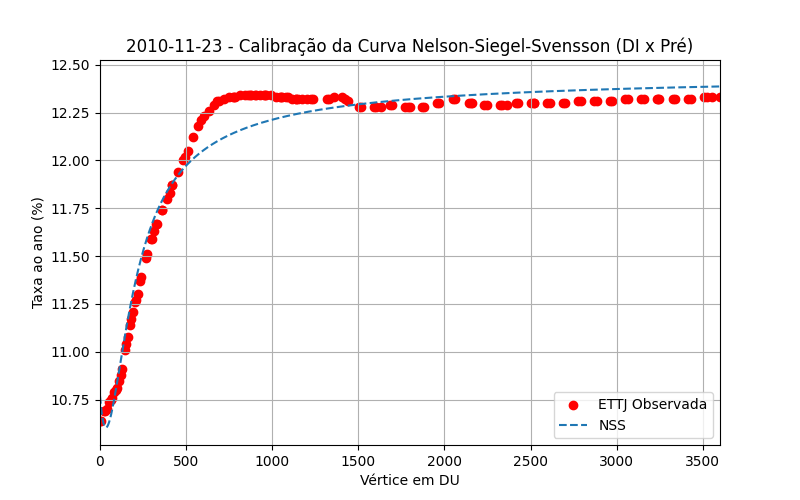 2010-11-23 - Calibração da Curva Nelson-Siegel-Svensson (DI x Pré)
Taxa ao ano (%)
12.50
12.25
12.00
11.75
11.50
11.25
11.00
10.75
ETTJ Observada
NSS
0 500 1000 1500 2000 2500 3000 3500
Vértice em DU